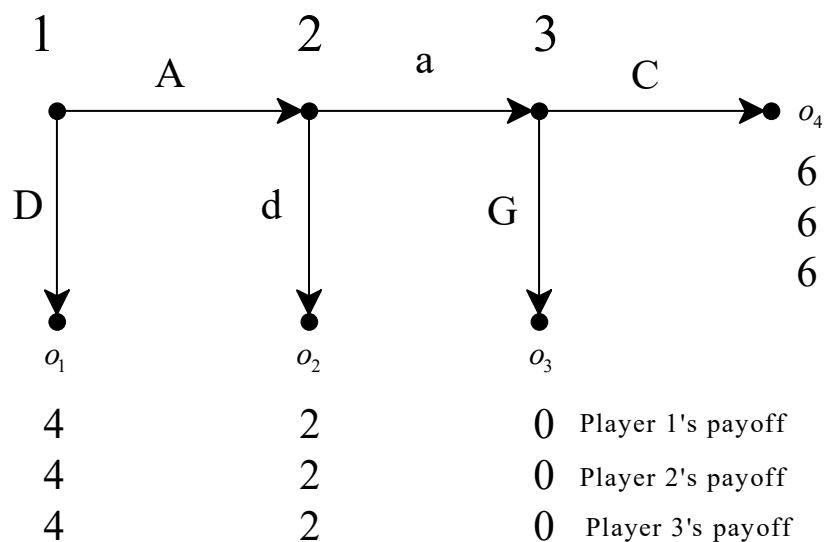 1 2 3
A a C
o4
D d G
6
6
6
o1 o2 o3
4 2 0 Player 1's payoff
4 2 0 Player 2's payoff
4 2 0 Player 3's payoff